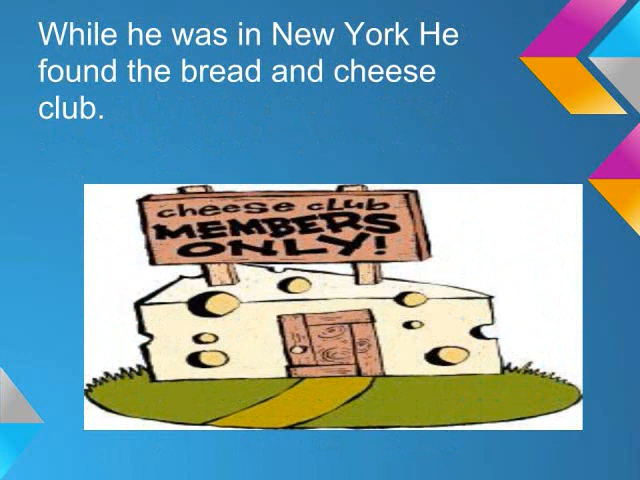 While he was in New York He
found the bread and cheese
club.
cheese cLub
MEMBERS
ONLY!